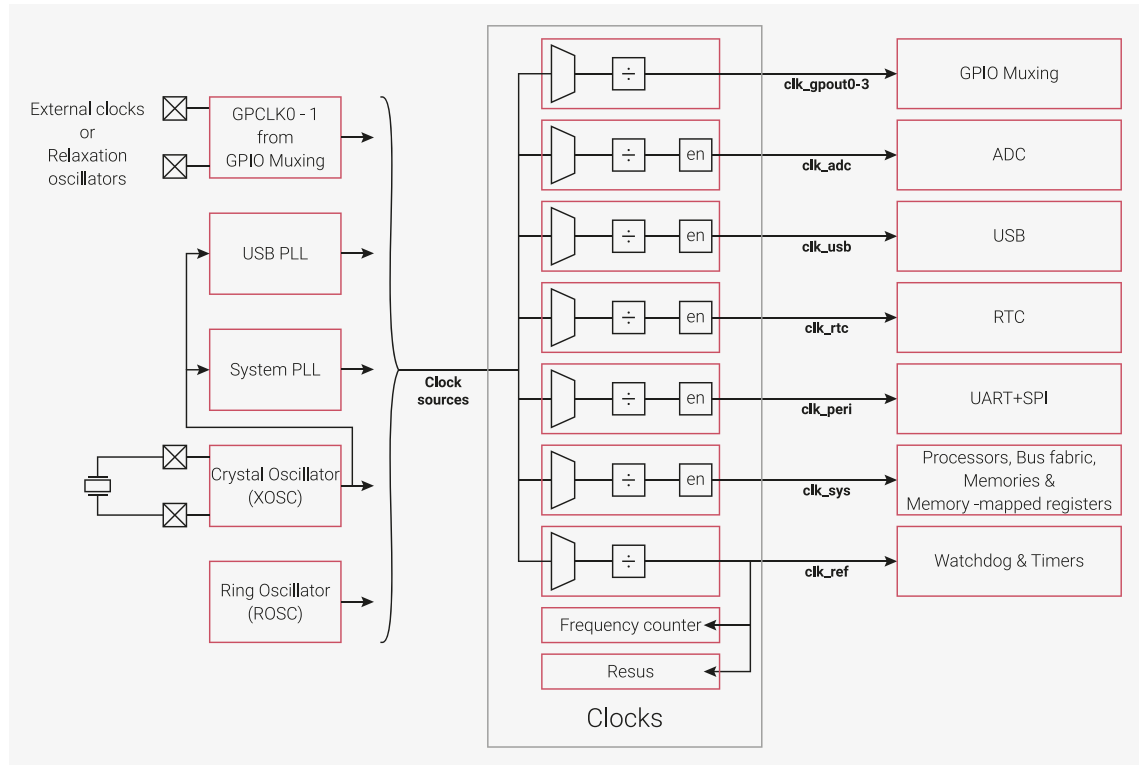 External clocks
or
Relaxation
oscillators
GPCLK0 - 1
from
GPIO Muxing
USB PLL
System PLL
Crystal Oscillator
(XOSC)
Ring Oscillator
(ROSC)
Clock
sources
÷
clk_gpout0-3
GPIO Muxing
÷
en
clk_adc
ADC
÷
en
clk_usb
USB
÷
en
clk_rtc
RTC
÷
en
clk_peri
UART+SPI
÷
en
clk_sys
Processors, Bus fabric,
Memories &
Memory -mapped registers
÷
clk_ref
Watchdog & Timers
Frequency counter
Resus
Clocks